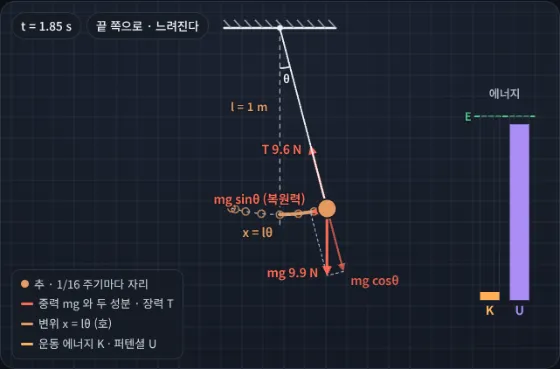 t = 1.85 s
끝 쪽으로 · 느려진다
θ
l = 1 m
T 9.6 N
mg sinθ (복원력)
x = lθ
mg 9.9 N
mg cosθ
에너지
E
K
U
추 · 1/16 주기마다 자리
중력 mg 와 두 성분 · 장력 T
변위 x = lθ (호)
운동 에너지 K · 퍼텐셜 U